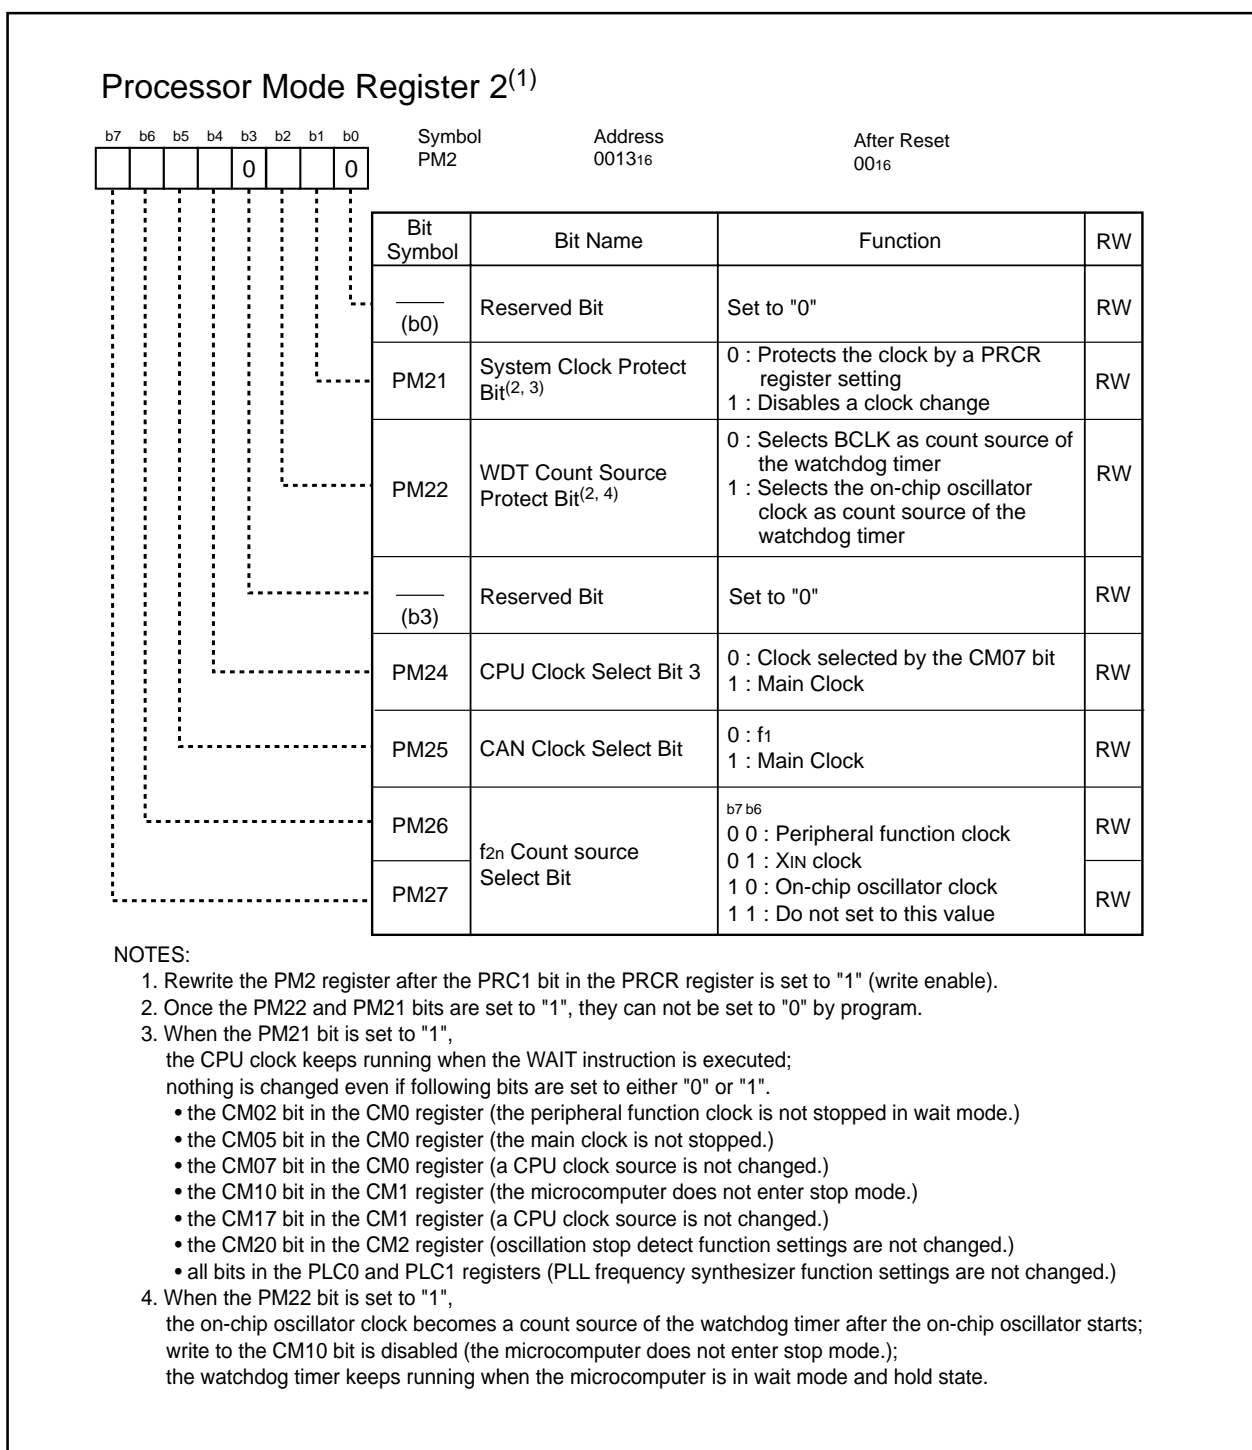 Processor Mode Register 2(1)
b7 b6 b5 b4 b3 b2 b1 b0
0 0
Symbol Address After Reset
PM2 001316 0016
Bit Symbol Bit Name Function RW
(b0) Reserved Bit Set to "0" RW
PM21 System Clock Protect Bit(2, 3) RW
0 : Protects the clock by a PRCR
register setting
1 : Disables a clock change
PM22 WDT Count Source Protect Bit(2, 4) RW
0 : Selects BCLK as count source of
the watchdog timer
1 : Selects the on-chip oscillator
clock as count source of the
watchdog timer
(b3) Reserved Bit Set to "0" RW
PM24 CPU Clock Select Bit 3 RW
0 : Clock selected by the CM07 bit
1 : Main Clock
PM25 CAN Clock Select Bit RW
0 : f1
1 : Main Clock
PM26 RW
PM27 RW
f2n Count source
Select Bit
b7 b6
0 0 : Peripheral function clock
0 1 : XIN clock
1 0 : On-chip oscillator clock
1 1 : Do not set to this value
NOTES:
1. Rewrite the PM2 register after the PRC1 bit in the PRCR register is set to "1" (write enable).
2. Once the PM22 and PM21 bits are set to "1", they can not be set to "0" by program.
3. When the PM21 bit is set to "1",
the CPU clock keeps running when the WAIT instruction is executed;
nothing is changed even if following bits are set to either "0" or "1".
• the CM02 bit in the CM0 register (the peripheral function clock is not stopped in wait mode.)
• the CM05 bit in the CM0 register (the main clock is not stopped.)
• the CM07 bit in the CM0 register (a CPU clock source is not changed.)
• the CM10 bit in the CM1 register (the microcomputer does not enter stop mode.)
• the CM17 bit in the CM1 register (a CPU clock source is not changed.)
• the CM20 bit in the CM2 register (oscillation stop detect function settings are not changed.)
• all bits in the PLC0 and PLC1 registers (PLL frequency synthesizer function settings are not changed.)
4. When the PM22 bit is set to "1",
the on-chip oscillator clock becomes a count source of the watchdog timer after the on-chip oscillator starts;
write to the CM10 bit is disabled (the microcomputer does not enter stop mode.);
the watchdog timer keeps running when the microcomputer is in wait mode and hold state.